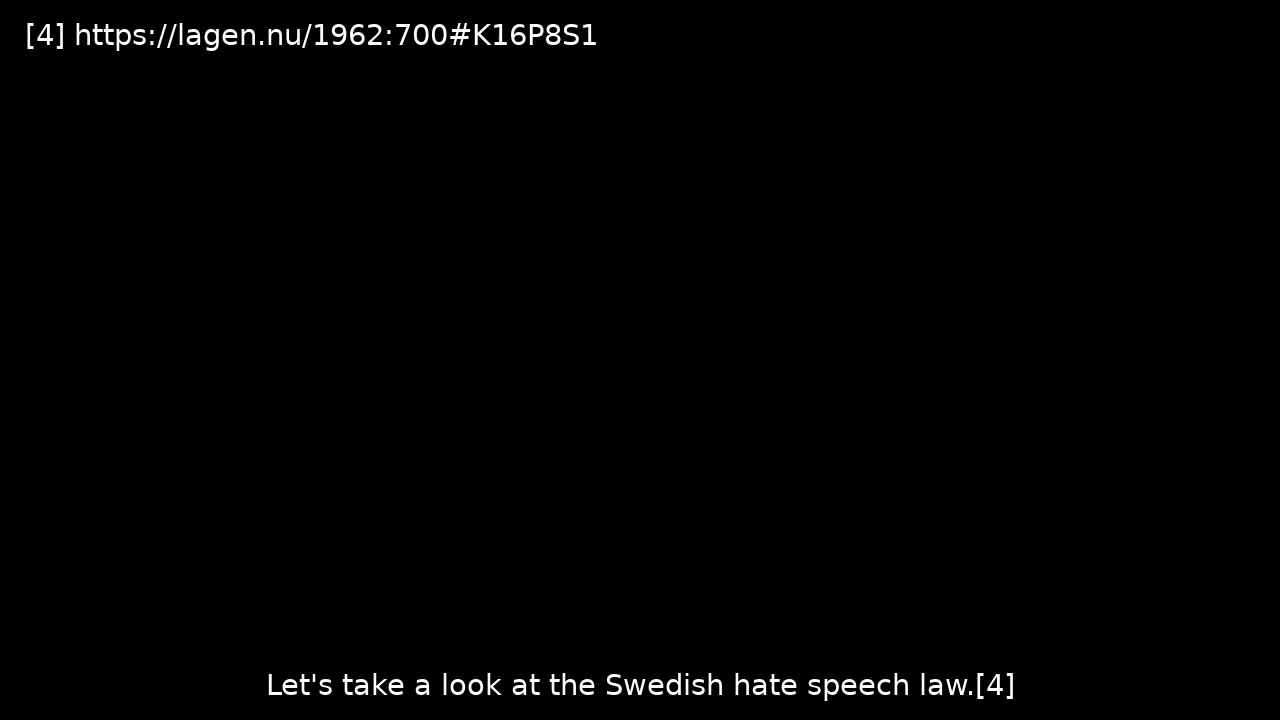 [4] https://lagen.nu/1962:700#K16P8S1
Let's take a look at the Swedish hate speech law.[4]